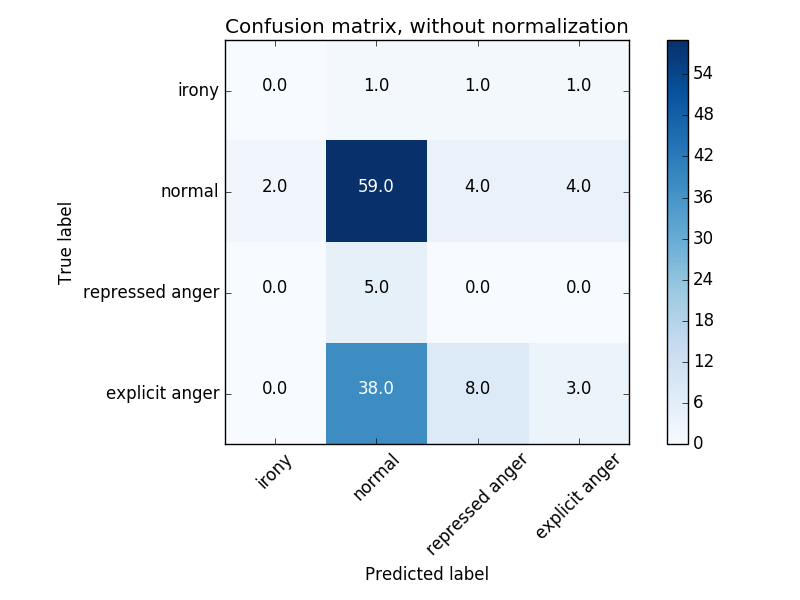 Confusion matrix, without normalization
True label
irony 0.0 1.0 1.0 1.0
normal 2.0 59.0 4.0 4.0
repressed anger 0.0 5.0 0.0 0.0
explicit anger 0.0 38.0 8.0 3.0
irony normal repressed anger explicit anger
Predicted label
54
48
42
36
30
24
18
12
6
0